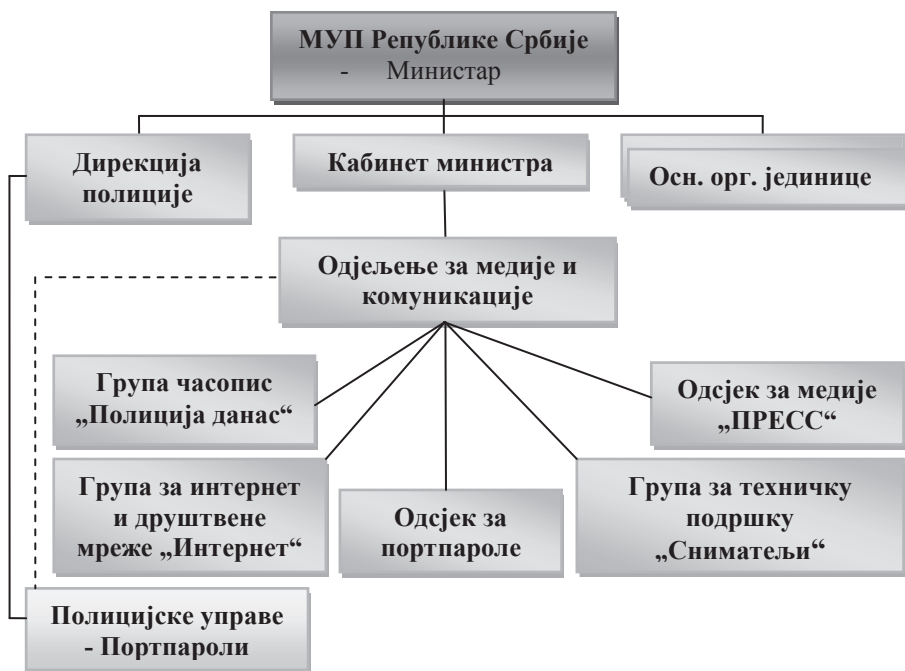 МУП Републике Србије
- Министар
Дирекција
полиције
Кабинет министра
Осн. орг. јединице
Одјељење за медије и
комуникације
Група часопис
„Полиција данас“
Одсјек за медије
„ПРЕСС“
Група за интернет
и друштвене
мреже „Интернет“
Одсјек за
портпароле
Група за техничку
подршку
„Сниматељи“
Полицијске управе
- Портпароли